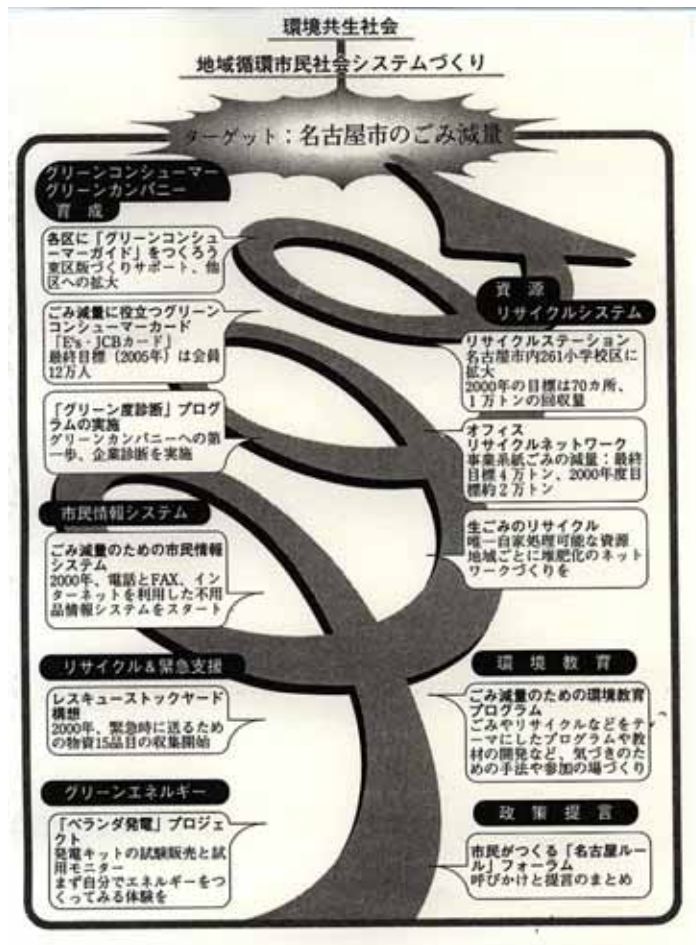 環境共生社会
地域循環市民社会システムづくり
ターゲット：名古屋市のごみ減量
グリーンコンシューマー
グリーンカンパニー
育成
各区に「グリーンコンシュ
ーマーガイド」をつくろう
東区版づくりサポート、他
区への拡大
ごみ減量に役立つグリーン
コンシューマーカード
「E's・JCBカード」
最終目標（2005年）は会員
12万人
「グリーン度診断」プログ
ラムの実施
グリーンカンパニーへの第
一歩、企業診断を実施
市民情報システム
ごみ減量のための市民情報
システム
2000年、電話とFAX、イン
ターネットを利用した不用
品情報システムをスタート
リサイクル＆緊急支援
レスキューストックヤード
構想
2000年、緊急時に送るため
の物資15品目の収集開始
グリーンエネルギー
「ベランダ発電」プロジェ
クト
発電キットの試験販売と試
用モニター
まず自分でエネルギーをつ
くってみる体験を
資源
リサイクルシステム
リサイクルステーション
名古屋市内261小学校区に
拡大
2000年の目標は70カ所、
1万トンの回収量
オフィス
リサイクルネットワーク
事業系紙ごみの減量：最終
目標4万トン、2000年度目
標約2万トン
生ごみのリサイクル
唯一自家処理可能な資源
地域ごとに堆肥化のネット
ワークづくりを
環境教育
ごみ減量のための環境教育
プログラム
ごみやリサイクルなどをテ
ーマにしたプログラムや教
材の開発など、気づきのた
めの手法や参加の場づくり
政策提言
市民がつくる「名古屋ルー
ル」フォーラム
呼びかけと提言のまとめ